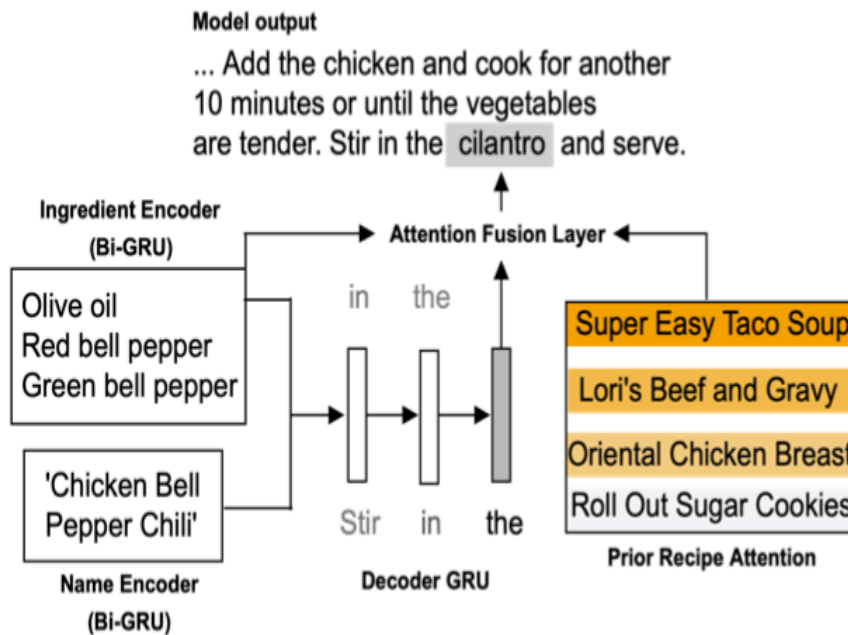 Model output
... Add the chicken and cook for another
10 minutes or until the vegetables
are tender. Stir in the cilantro and serve.
Ingredient Encoder
(Bi-GRU)
Attention Fusion Layer
Olive oil
Red bell pepper
Green bell pepper
in the
Super Easy Taco Soup
Lori's Beef and Gravy
Oriental Chicken Breast
Roll Out Sugar Cookies
'Chicken Bell
Pepper Chili'
Stir in the
Prior Recipe Attention
Name Encoder
(Bi-GRU)
Decoder GRU